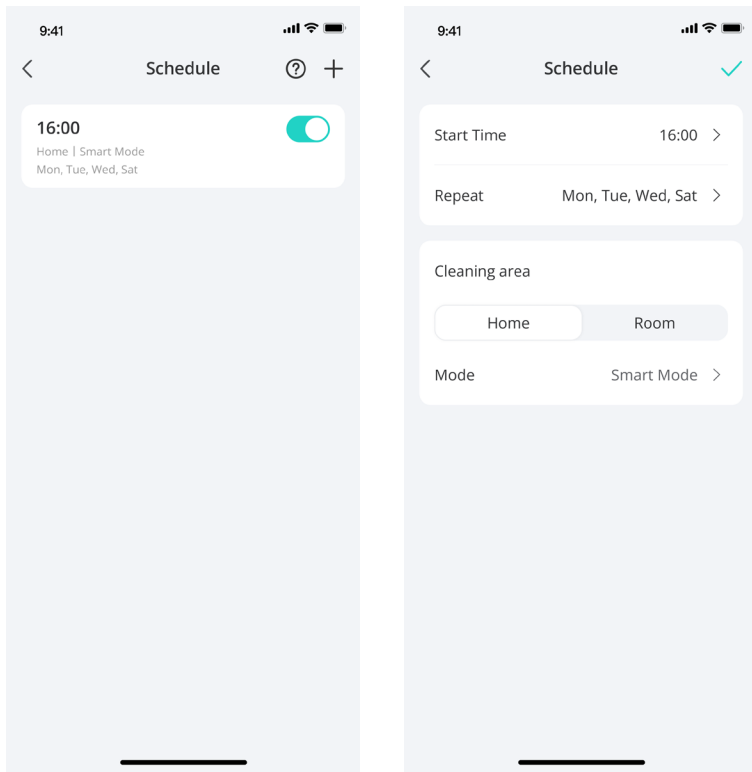 9:41
Schedule
16:00
Home | Smart Mode
Mon, Tue, Wed, Sat
9:41
Schedule
Start Time 16:00
Repeat Mon, Tue, Wed, Sat
Cleaning area
Home Room
Mode Smart Mode